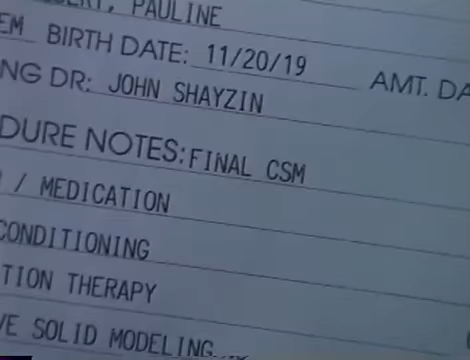 PAULINE
EM BIRTH DATE: 11/20/19 AMT. DA
NG DR: JOHN SHAYZIN
DURE NOTES: FINAL CSM
/ MEDICATION
CONDITIONING
TION THERAPY
VE SOLID MODELING